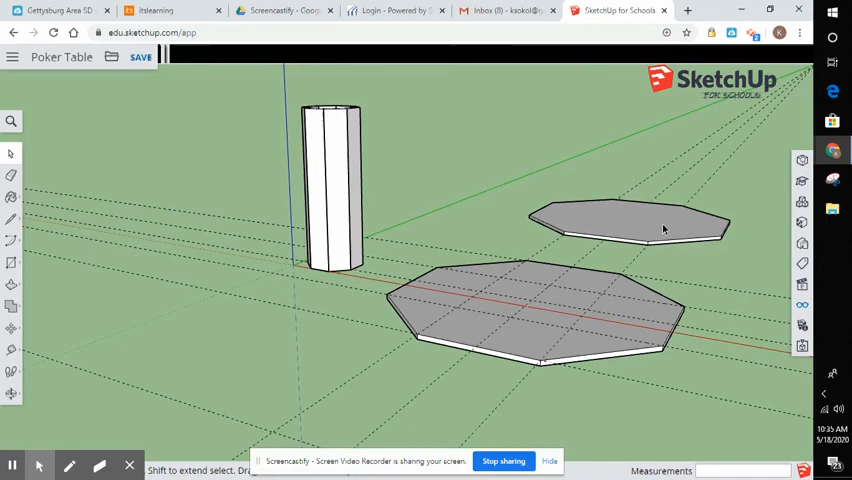 Gettysburg Area SD -
Itslearning
Screencastify - Google
Login - Powered by S
Inbox (8) - ksokol@g
SketchUp for Schools
edu.sketchup.com/app
K
Poker Table
SAVE
SketchUp
FOR SCHOOLS
10:35 AM
5/18/2020
23
Screencastify - Screen Video Recorder is sharing your screen.
Stop sharing
Hide
Shift to extend select. Dra
Measurements